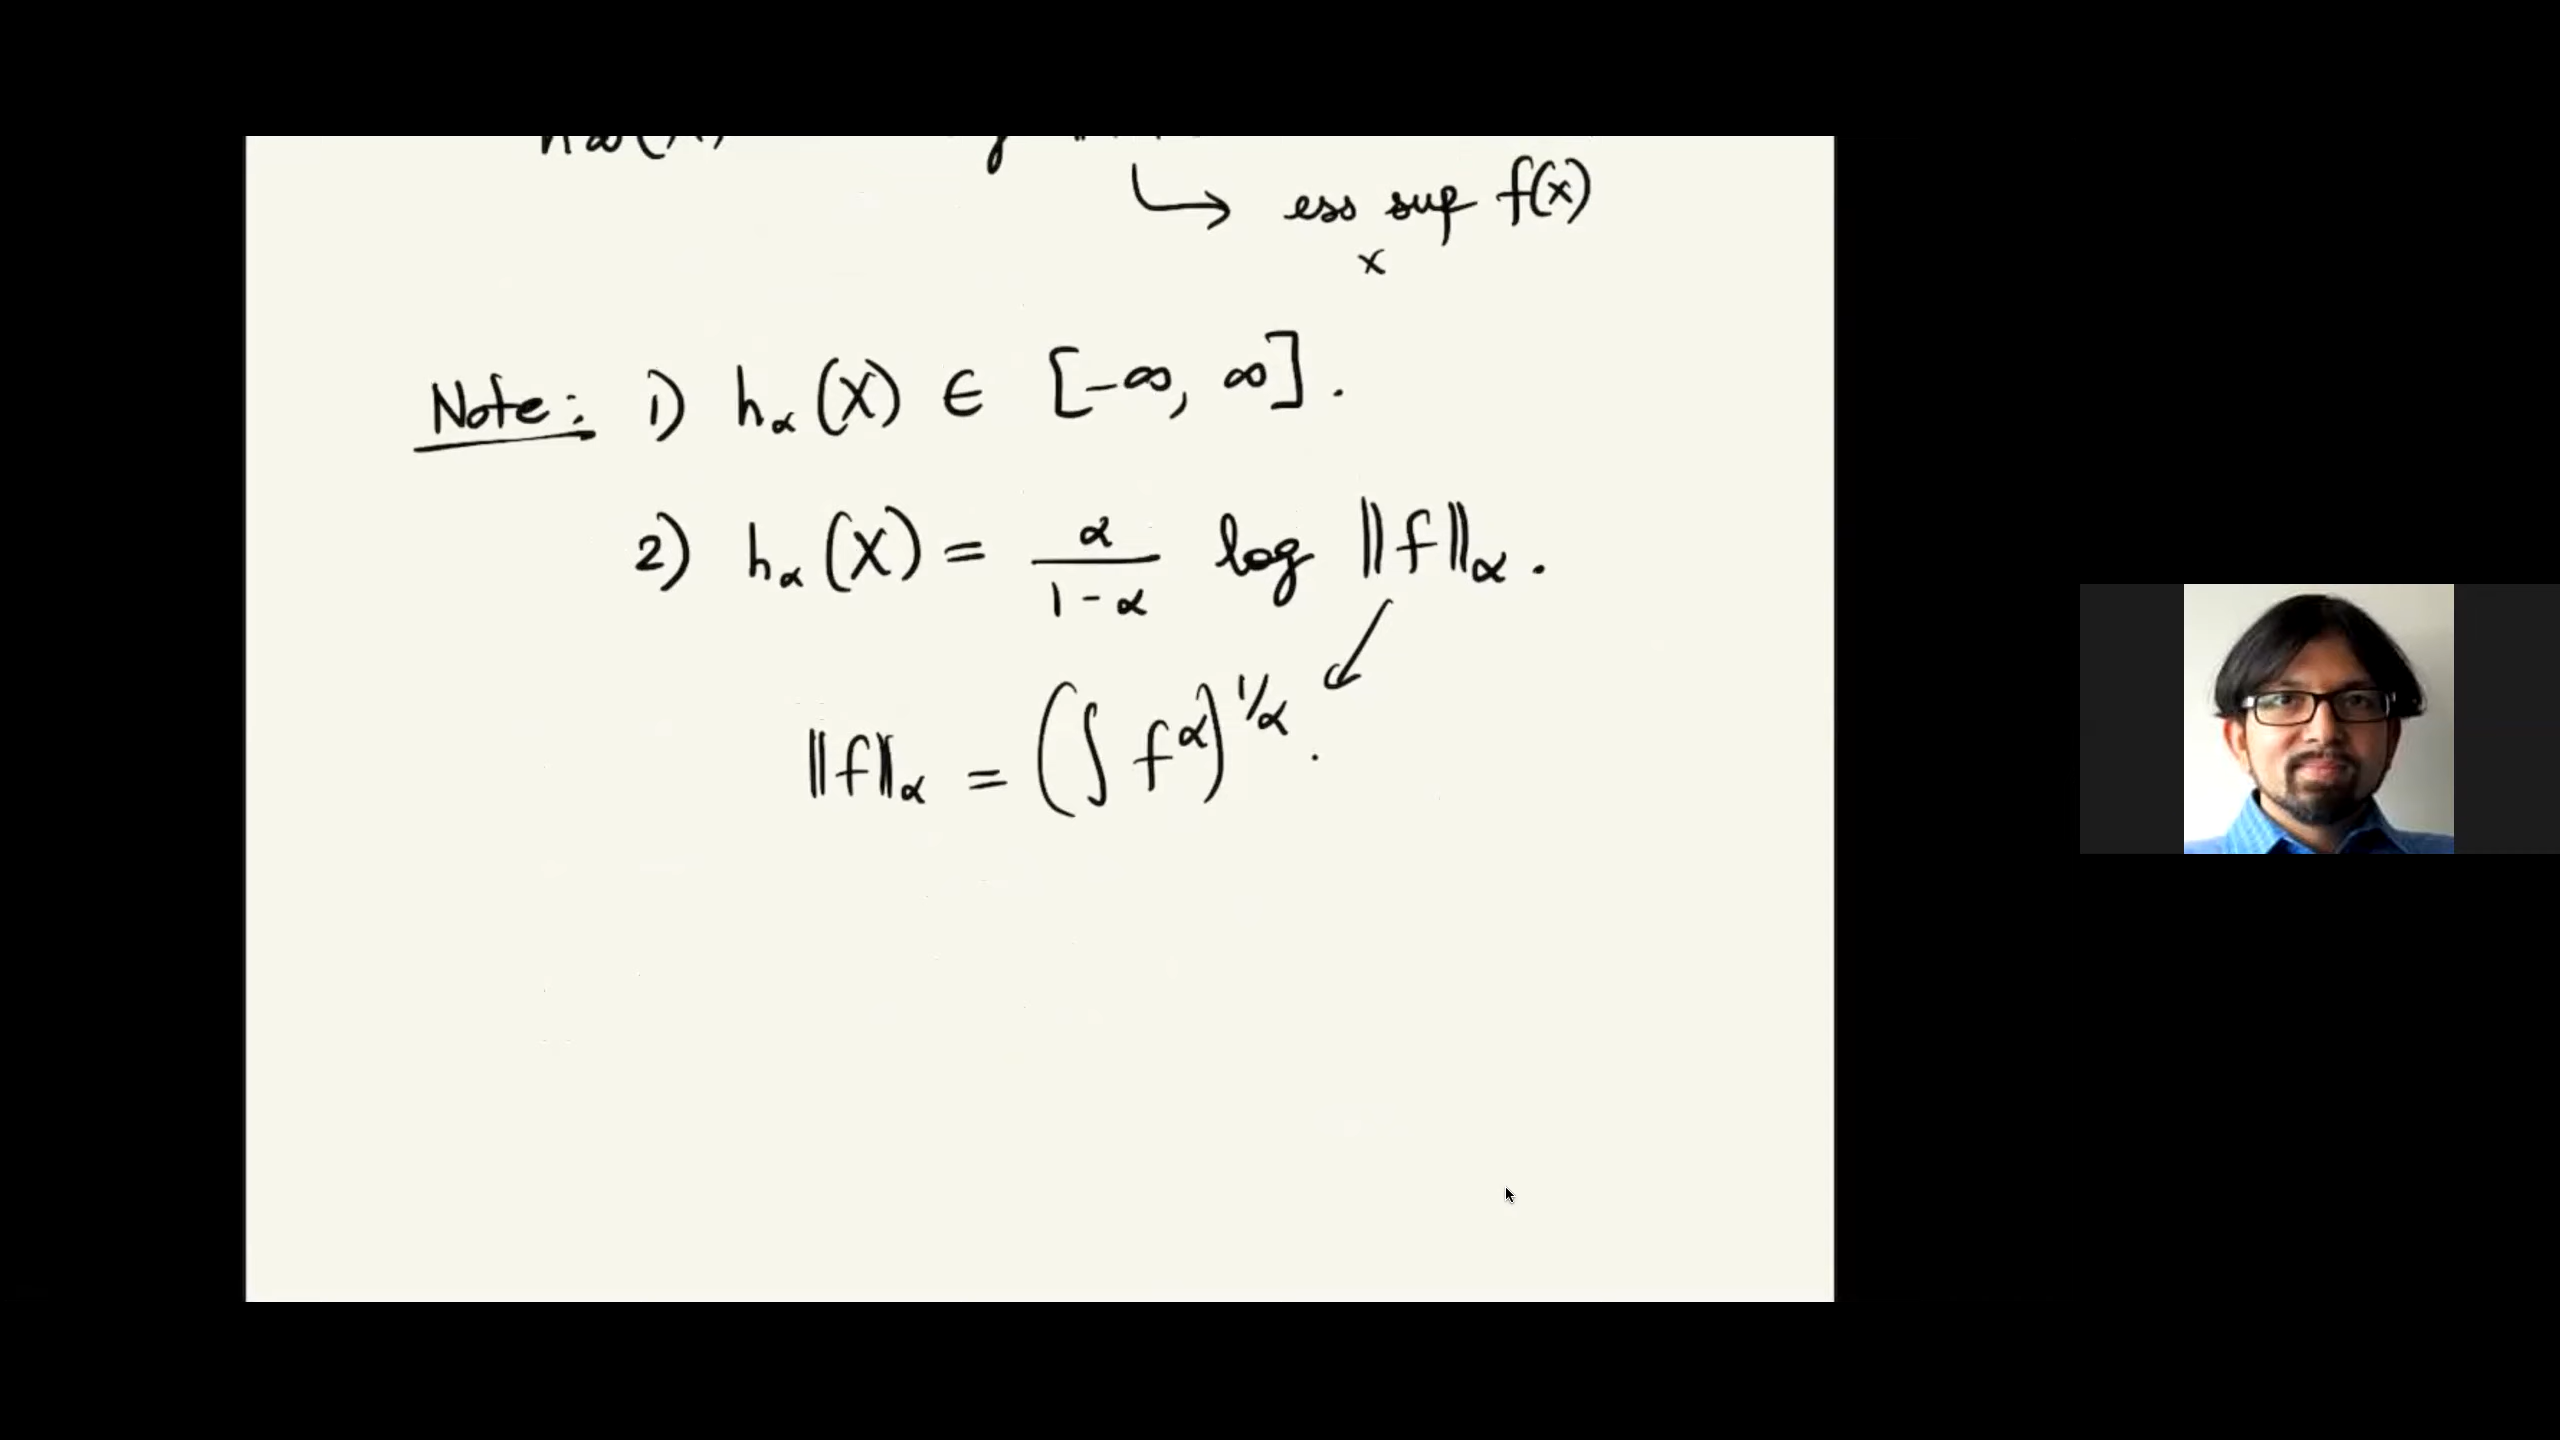 ess sup f(x)
x
Note: 1) hα(X) ∈ [-∞, ∞].
2) hα(X) = α/(1-α) log ‖f‖α.
‖f‖α = (∫ f^α)^1/α.